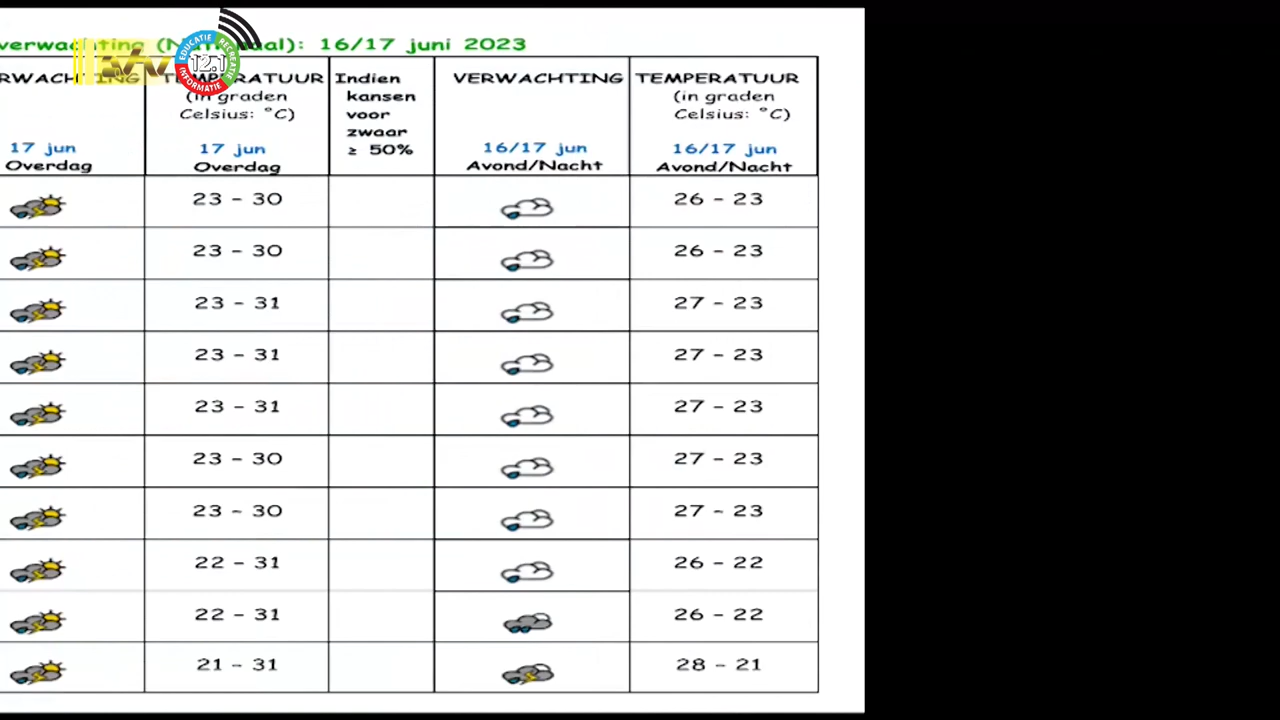 verwachting (Nationaal): 16/17 juni 2023
EDUCATIE RECREATIE INFORMATIE
12.1
RWACHTING TEMPERATUUR Indien VERWACHTING TEMPERATUUR
(in graden kansen (in graden
Celsius: °C) voor Celsius: °C)
zwaar
17 jun 17 jun ≥ 50% 16/17 jun 16/17 jun
Overdag Overdag Avond/Nacht Avond/Nacht
23 - 30 26 - 23
23 - 30 26 - 23
23 - 31 27 - 23
23 - 31 27 - 23
23 - 31 27 - 23
23 - 30 27 - 23
23 - 30 27 - 23
22 - 31 26 - 22
22 - 31 26 - 22
21 - 31 28 - 21